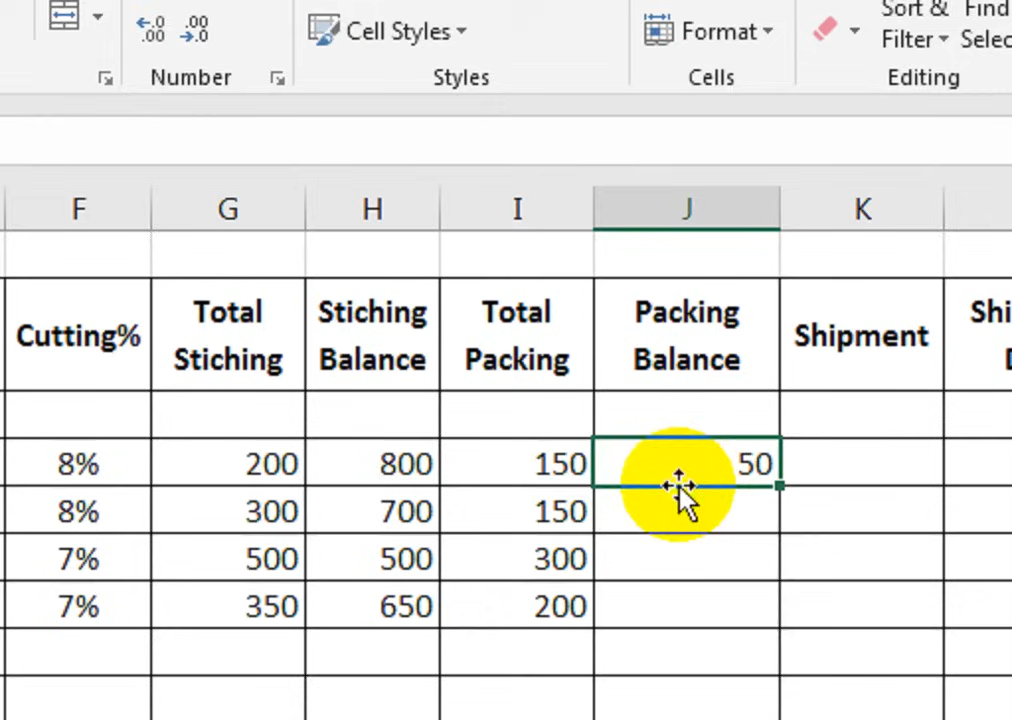 Sort & Find
.00 .00 Cell Styles Format Filter Selec
Number Styles Cells Editing
F G H I J K
Cutting% Total Stiching Stiching Balance Total Packing Packing Balance Shipment Shi
8% 200 800 150 50
8% 300 700 150
7% 500 500 300
7% 350 650 200